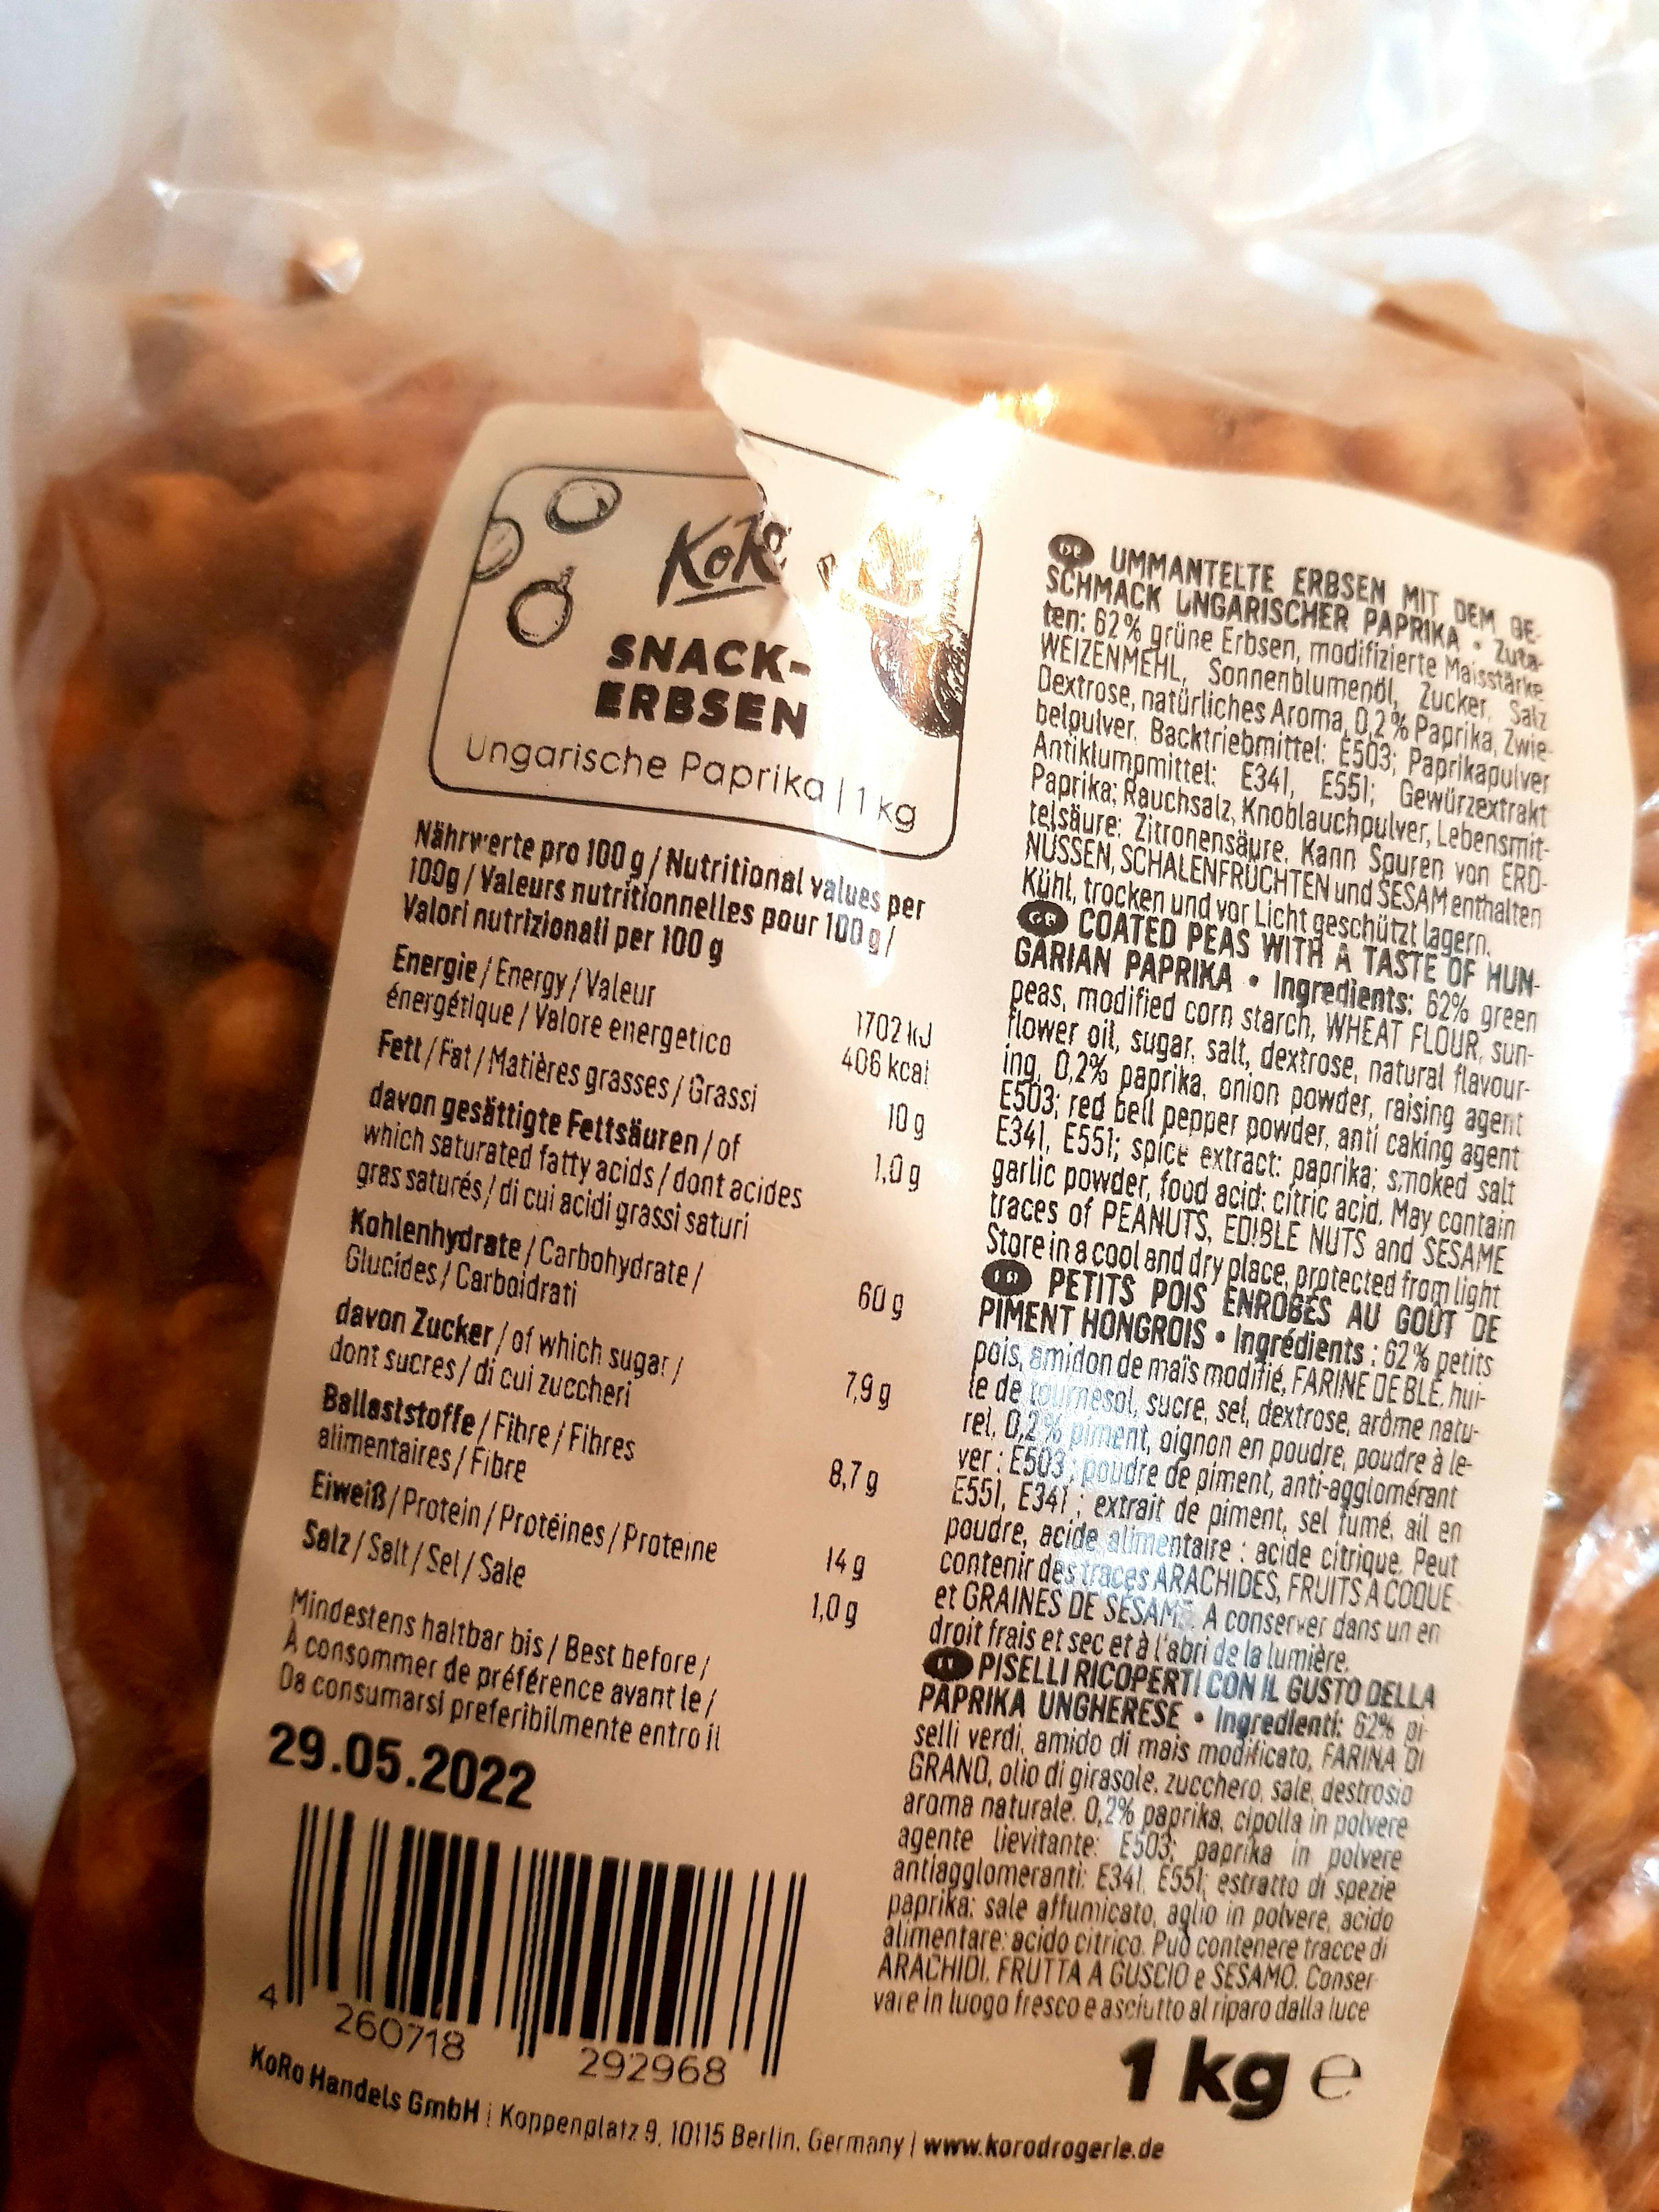 KoRo
SNACK-
ERBSEN
Ungarische Paprika | 1 kg
Nährwerte pro 100 g / Nutritional values per
100g / Valeurs nutritionnelles pour 100 g /
Valori nutrizionali per 100 g
Energie / Energy / Valeur
énergétique / Valore energetico
1702 kJ
406 kcal
Fett / Fat / Matières grasses / Grassi
10 g
davon gesättigte Fettsäuren / of
which saturated fatty acids / dont acides
gras saturés / di cui acidi grassi saturi
1,0 g
Kohlenhydrate / Carbohydrate /
Glucides / Carboidrati
60 g
davon Zucker / of which sugar /
dont sucres / di cui zuccheri
7,9 g
Ballaststoffe / Fibre / Fibres
alimentaires / Fibre
8,7 g
Eiweiß / Protein / Protéines / Proteine
14 g
Salz / Salt / Sel / Sale
1,0 g
Mindestens haltbar bis / Best before /
À consommer de préférence avant le /
Da consumarsi preferibilmente entro il
29.05.2022
4 260718 292968
KoRo Handels GmbH | Koppenplatz 9, 10115 Berlin, Germany | www.korodrogerie.de
DE UMMANTELTE ERBSEN MIT DEM GE-
SCHMACK UNGARISCHER PAPRIKA • Zuta-
ten: 62% grüne Erbsen, modifizierte Maisstärke
WEIZENMEHL, Sonnenblumenöl, Zucker, Salz
Dextrose, natürliches Aroma, 0,2% Paprika, Zwie-
belpulver, Backtriebmittel: E503; Paprikapulver
Antiklumpmittel: E341, E551; Gewürzextrakt
Paprika; Rauchsalz, Knoblauchpulver, Lebensmit-
telsäure: Zitronensäure. Kann Spuren von ERD-
NÜSSEN, SCHALENFRÜCHTEN und SESAM enthalten
Kühl, trocken und vor Licht geschützt lagern.
GB COATED PEAS WITH A TASTE OF HUN-
GARIAN PAPRIKA • Ingredients: 62% green
peas, modified corn starch, WHEAT FLOUR, sun-
flower oil, sugar, salt, dextrose, natural flavour-
ing, 0,2% paprika, onion powder, raising agent
E503; red bell pepper powder, anti caking agent
E341, E551; spice extract: paprika; smoked salt
garlic powder, food acid: citric acid. May contain
traces of PEANUTS, EDIBLE NUTS and SESAME
Store in a cool and dry place, protected from light
FR PETITS POIS ENROBÉS AU GOÛT DE
PIMENT HONGROIS • Ingrédients : 62% petits
pois, amidon de maïs modifié, FARINE DE BLÉ, hui-
le de tournesol, sucre, sel, dextrose, arôme natu-
rel, 0,2% piment, oignon en poudre, poudre à le-
ver : E503 ; poudre de piment, anti-agglomérant
E551, E341 ; extrait de piment, sel fumé, ail en
poudre, acide alimentaire : acide citrique. Peut
contenir des traces ARACHIDES, FRUITS A COQUE
et GRAINES DE SESAME. A conserver dans un en
droit frais et sec et à l'abri de la lumière.
IT PISELLI RICOPERTI CON IL GUSTO DELLA
PAPRIKA UNGHERESE • Ingredienti: 62% pi-
selli verdi, amido di mais modificato, FARINA DI
GRANO, olio di girasole, zucchero, sale, destrosio
aroma naturale. 0,2% paprika, cipolla in polvere
agente lievitante: E503; paprika in polvere
antiagglomeranti: E341, E551; estratto di spezie
paprika: sale affumicato, aglio in polvere, acido
alimentare: acido citrico. Può contenere tracce di
ARACHIDI, FRUTTA A GUSCIO e SESAMO. Conser-
vare in luogo fresco e asciutto al riparo dalla luce
1 kg e